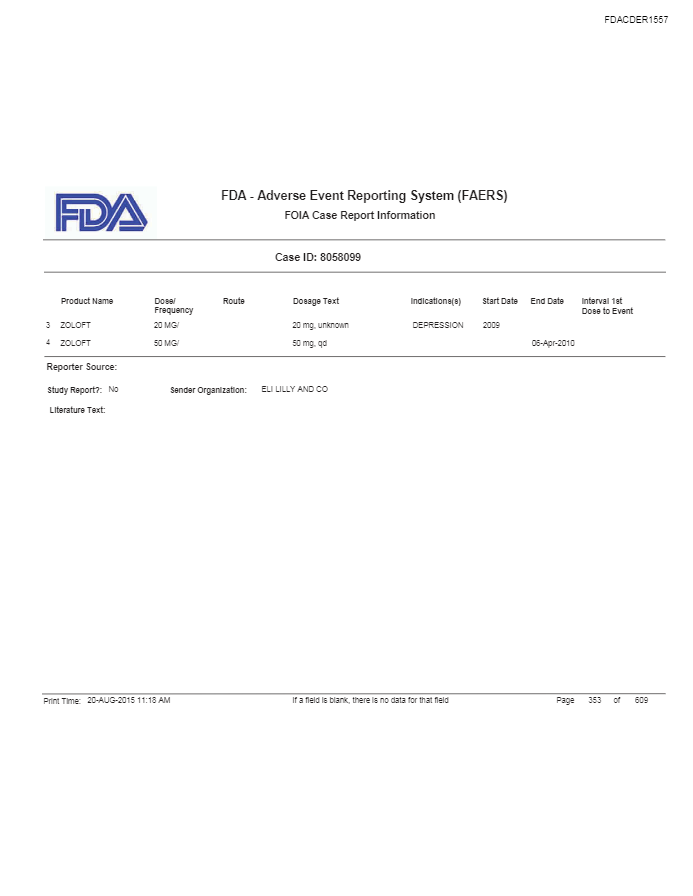 FDACDER1557
FDA
FDA - Adverse Event Reporting System (FAERS)
FOIA Case Report Information
Case ID: 8058099
Product Name Dose/ Frequency Route Dosage Text Indications(s) Start Date End Date Interval 1st Dose to Event
3 ZOLOFT 20 MG/ 20 mg, unknown DEPRESSION 2009
4 ZOLOFT 50 MG/ 50 mg, qd 06-Apr-2010
Reporter Source:
Study Report?: No Sender Organization: ELI LILLY AND CO
Literature Text:
Print Time: 20-AUG-2015 11:18 AM If a field is blank, there is no data for that field Page 353 of 609